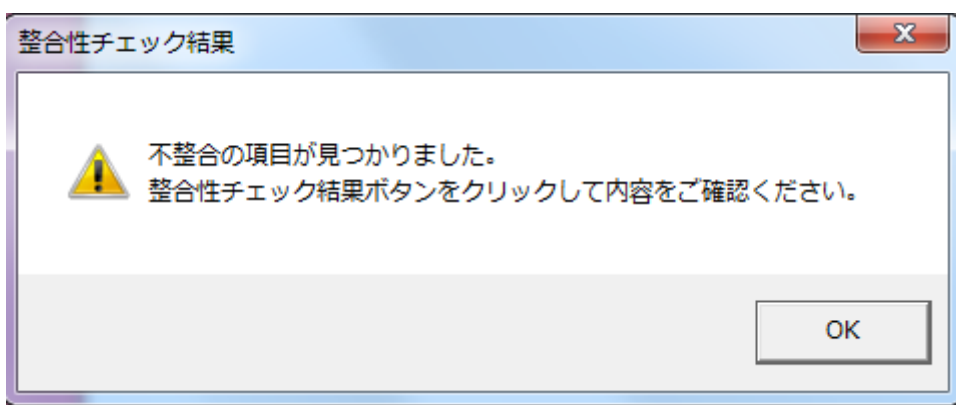 整合性チェック結果
不整合の項目が見つかりました。
整合性チェック結果ボタンをクリックして内容をご確認ください。
OK